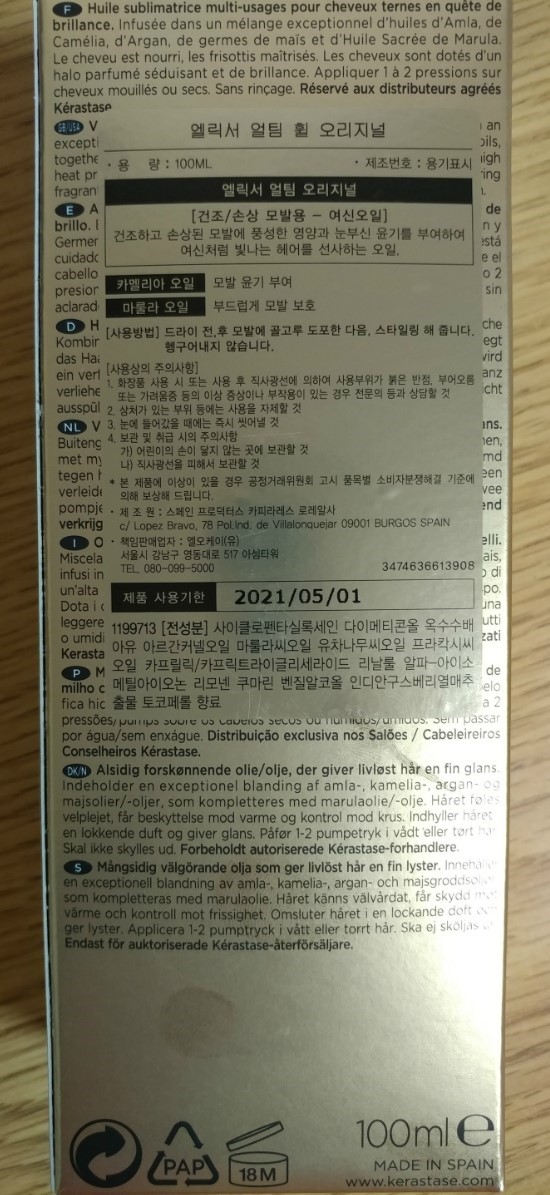 F Huile sublimatrice multi-usages pour cheveux ternes en quête de
brillance. Infusée dans un mélange exceptionnel d'huiles d'Amla, de
Camélia, d'Argan, de germes de maïs et d'Huile Sacrée de Marula.
Le cheveu est nourri, les frisottis maîtrisés. Les cheveux sont dotés d'un
halo parfumé séduisant et de brillance. Appliquer 1 à 2 pressions sur
cheveux mouillés ou secs. Sans rinçage. Réservé aux distributeurs agréés
Kérastase
GB/USA
엘릭서 얼팀 휠 오리지널
· 용 량 : 100ML · 제조번호 : 용기표시
엘릭서 얼팀 오리지널
[건조/손상 모발용 - 여신오일]
건조하고 손상된 모발에 풍성한 영양과 눈부신 윤기를 부여하여
여신처럼 빛나는 헤어를 선사하는 오일.
카멜리아 오일 모발 윤기 부여
마룰라 오일 부드럽게 모발 보호
[사용방법] 드라이 전,후 모발에 골고루 도포한 다음, 스타일링 해 줍니다.
헹구어내지 않습니다.
[사용상의 주의사항]
1. 화장품 사용 시 또는 사용 후 직사광선에 의하여 사용부위가 붉은 반점, 부어오름
또는 가려움증 등의 이상 증상이나 부작용이 있는 경우 전문의 등과 상담할 것
2. 상처가 있는 부위 등에는 사용을 자제할 것
3. 눈에 들어갔을 때에는 즉시 씻어낼 것
4. 보관 및 취급 시의 주의사항
가) 어린이의 손이 닿지 않는 곳에 보관할 것
나) 직사광선을 피해서 보관할 것
* 본 제품에 이상이 있을 경우 공정거래위원회 고시 품목별 소비자분쟁해결 기준에
의해 보상해 드립니다.
· 제 조 원 : 스페인 프로덕터스 카피라레스 로레알사
c/ Lopez Bravo, 78 Pol.Ind. de Villalonquejar 09001 BURGOS SPAIN
· 책임판매업자 : 엘오케이(유)
서울시 강남구 영동대로 517 아셈타워
TEL. 080-099-5000 3474636613908
제품 사용기한 2021/05/01
1199713 [전성분] 사이클로펜타실록세인 다이메티콘올 옥수수배
아유 아르간커넬오일 마룰라씨오일 유차나무씨오일 프라칵시씨
오일 카프릴릭/카프릭트라이글리세라이드 리날룰 알파-아이소
메틸아이오논 리모넨 쿠마린 벤질알코올 인디안구스베리열매추
출물 토코페롤 향료
pressões/pumps sobre os cabelos secos ou húmidos/úmidos. Sem passar
por água/sem enxágue. Distribuição exclusiva nos Salões / Cabeleireiros
Conselheiros Kérastase.
DK/N Alsidig forskønnende olie/olje, der giver livløst hår en fin glans.
Indeholder en exceptionel blanding af amla-, kamelia-, argan- og
majsolier/-oljer, som kompletteres med marulaolie/-olje. Håret føles
velplejet, får beskyttelse mod varme og kontrol mod krus. Indhyller håret
en lokkende duft og giver glans. Påfør 1-2 pumpetryk i vådt eller tørt hår
Skal ikke skylles ud. Forbeholdt autoriserede Kérastase-forhandlere.
S Mångsidig välgörande olja som ger livlöst hår en fin lyster. Innehåller
en exceptionell blandning av amla-, kamelia-, argan- och majsgroddsoljor
som kompletteras med marulaolie. Håret känns välvårdat, får skydd mot
värme och kontroll mot frissighet. Omsluter håret i en lockande doft och
ger lyster. Applicera 1-2 pumptryck i vått eller torrt hår. Ska ej sköljas ur
Endast för auktoriserade Kérastase-återförsäljare.
PAP
18M
100ml e
MADE IN SPAIN
www.kerastase.com